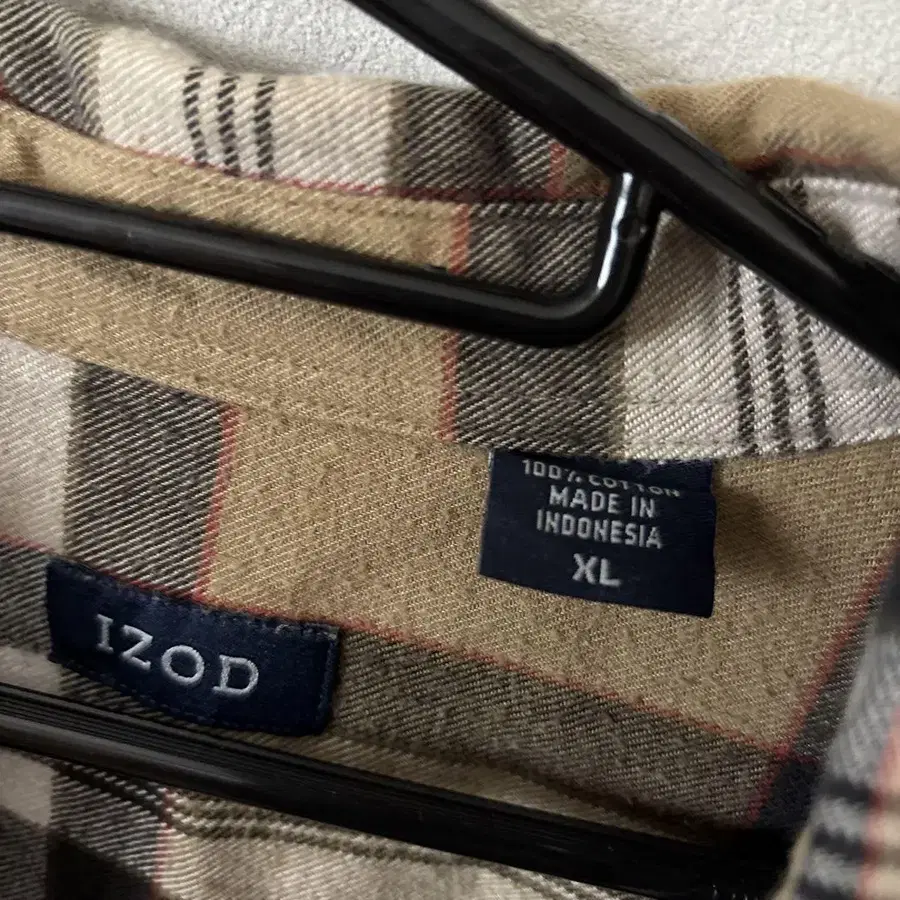 100% COTTON
MADE IN
INDONESIA
XL
IZOD